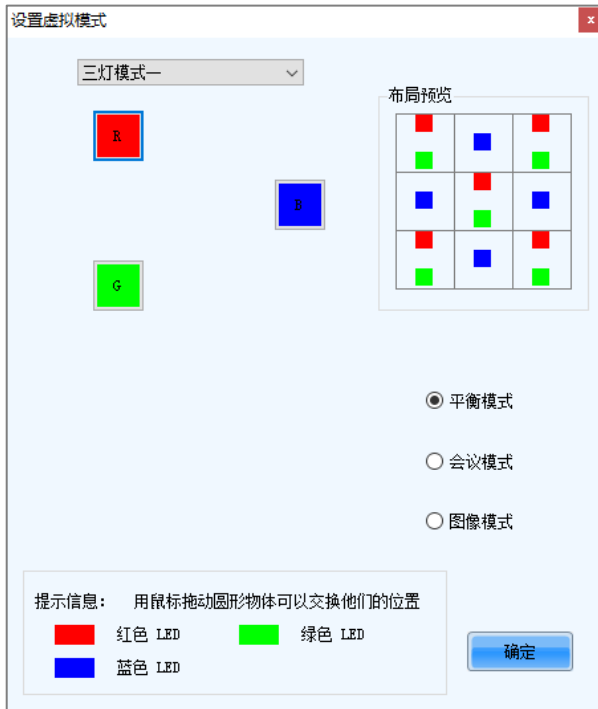 设置虚拟模式
x
三灯模式一
布局预览
R
B
G
平衡模式
会议模式
图像模式
提示信息： 用鼠标拖动圆形物体可以交换他们的位置
红色 LED 绿色 LED
蓝色 LED
确定